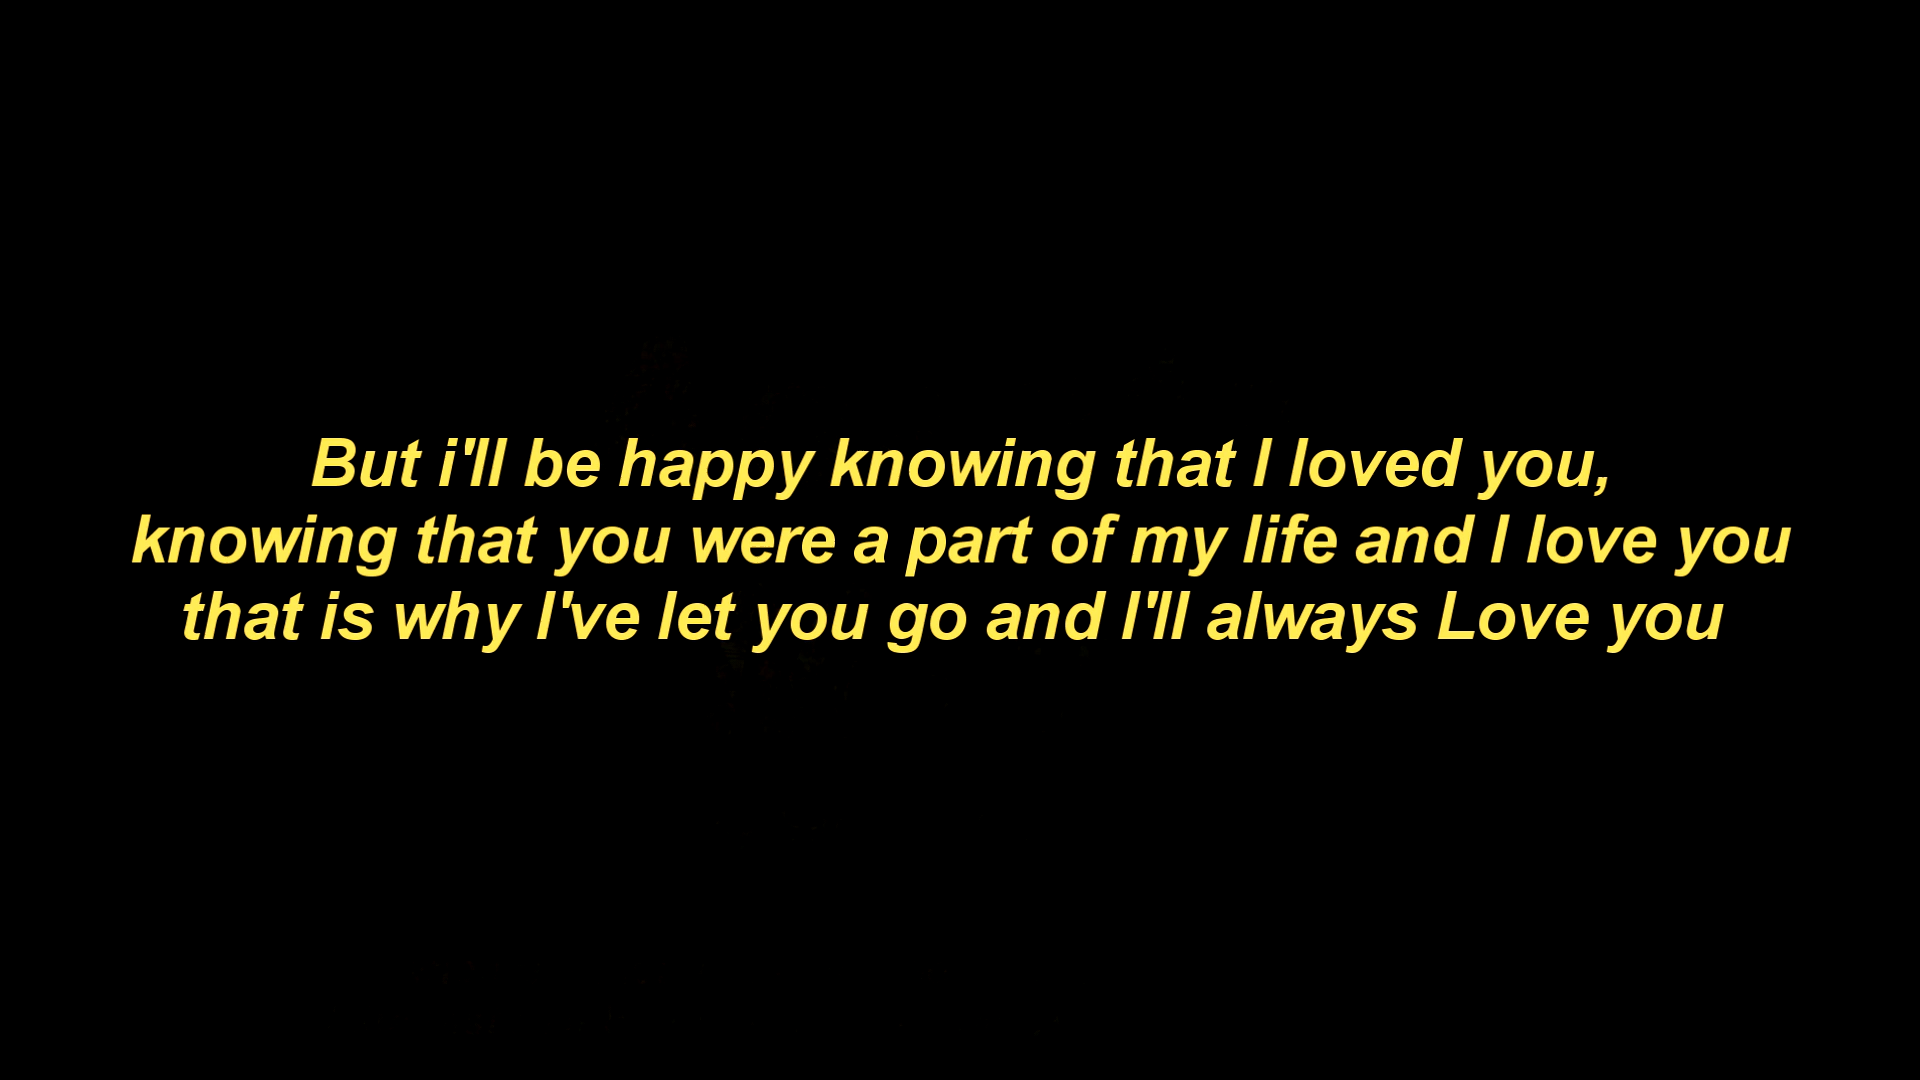 But i'll be happy knowing that I loved you,
knowing that you were a part of my life and I love you
that is why I've let you go and I'll always Love you